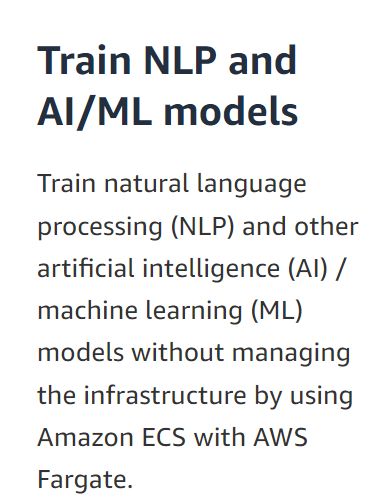 Train NLP and
AI/ML models
Train natural language
processing (NLP) and other
artificial intelligence (AI) /
machine learning (ML)
models without managing
the infrastructure by using
Amazon ECS with AWS
Fargate.